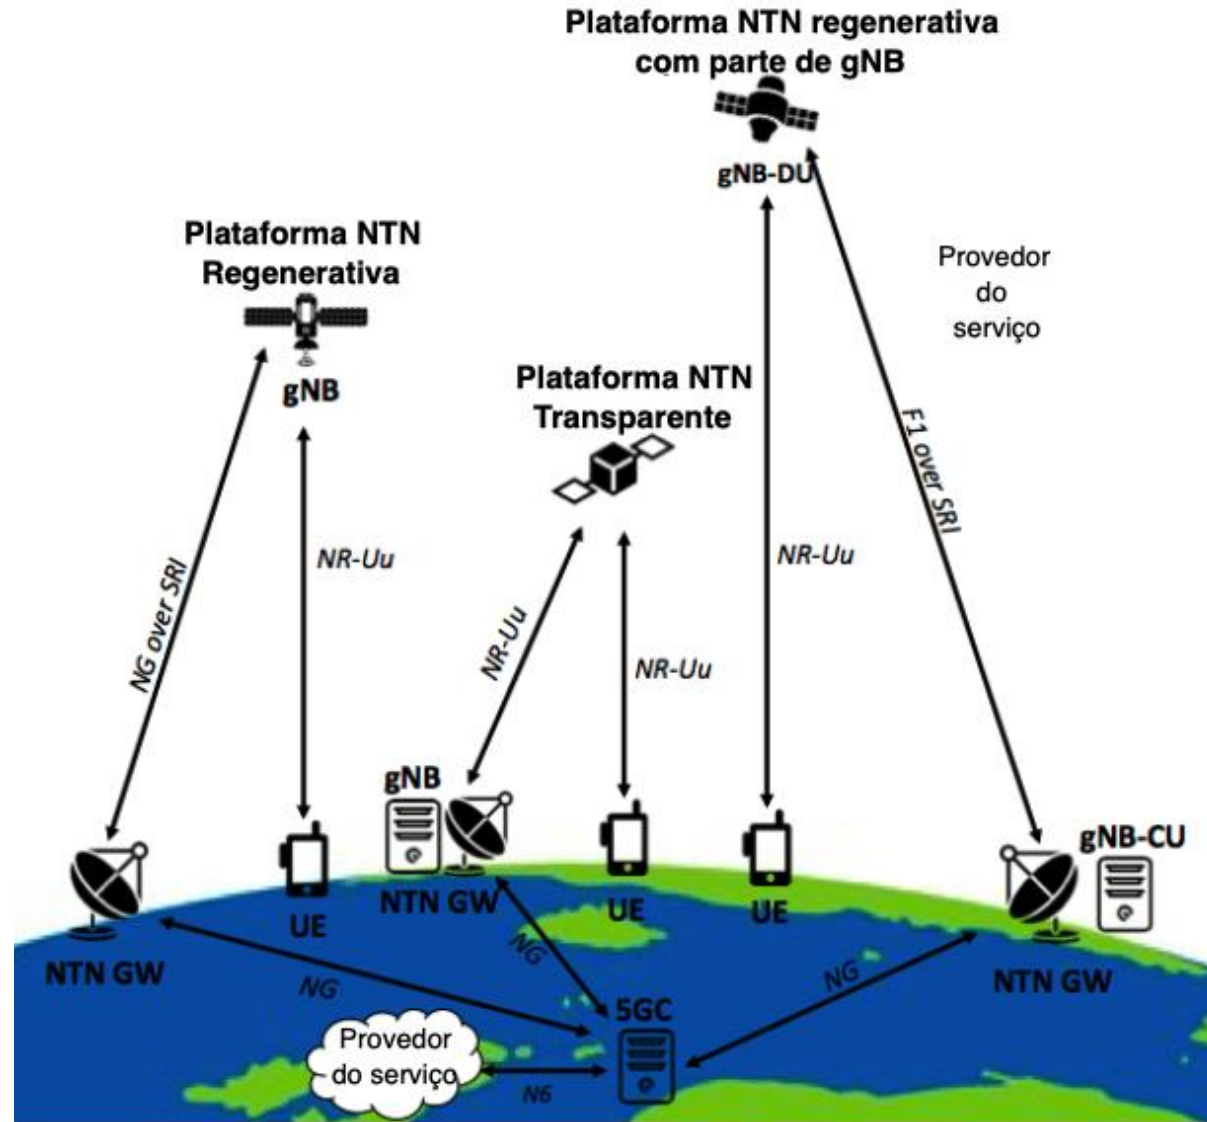 Plataforma NTN regenerativa
com parte de gNB
gNB-DU
Plataforma NTN
Regenerativa
gNB
Provedor
do
serviço
Plataforma NTN
Transparente
F1 over SRI
NR-Uu
NR-Uu
NG over SRI
NR-Uu
NR-Uu
gNB
gNB-CU
NTN GW
UE
UE
UE
NTN GW
NTN GW
NG
NG
NG
5GC
Provedor
do serviço
N6